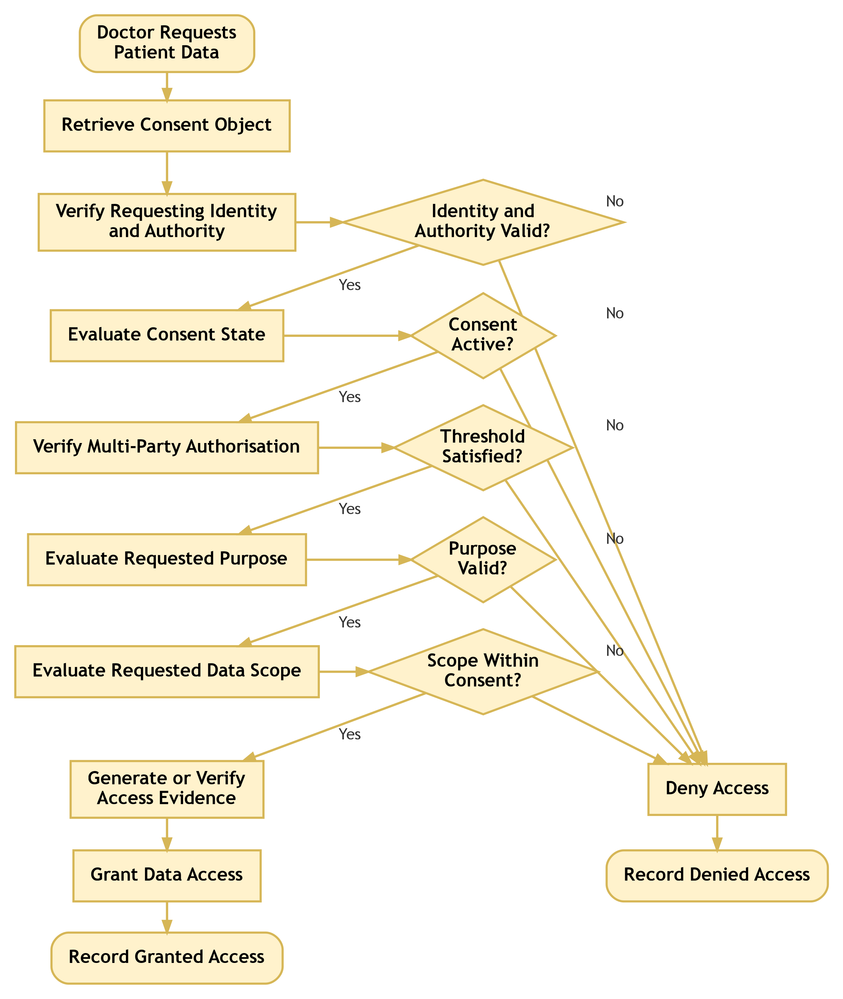 Doctor Requests
Patient Data
Retrieve Consent Object
Verify Requesting Identity
and Authority
Identity and
Authority Valid?
No
Yes
Evaluate Consent State
Consent
Active?
No
Yes
Verify Multi-Party Authorisation
Threshold
Satisfied?
No
Yes
Evaluate Requested Purpose
Purpose
Valid?
No
Yes
Evaluate Requested Data Scope
Scope Within
Consent?
No
Yes
Generate or Verify
Access Evidence
Deny Access
Grant Data Access
Record Denied Access
Record Granted Access